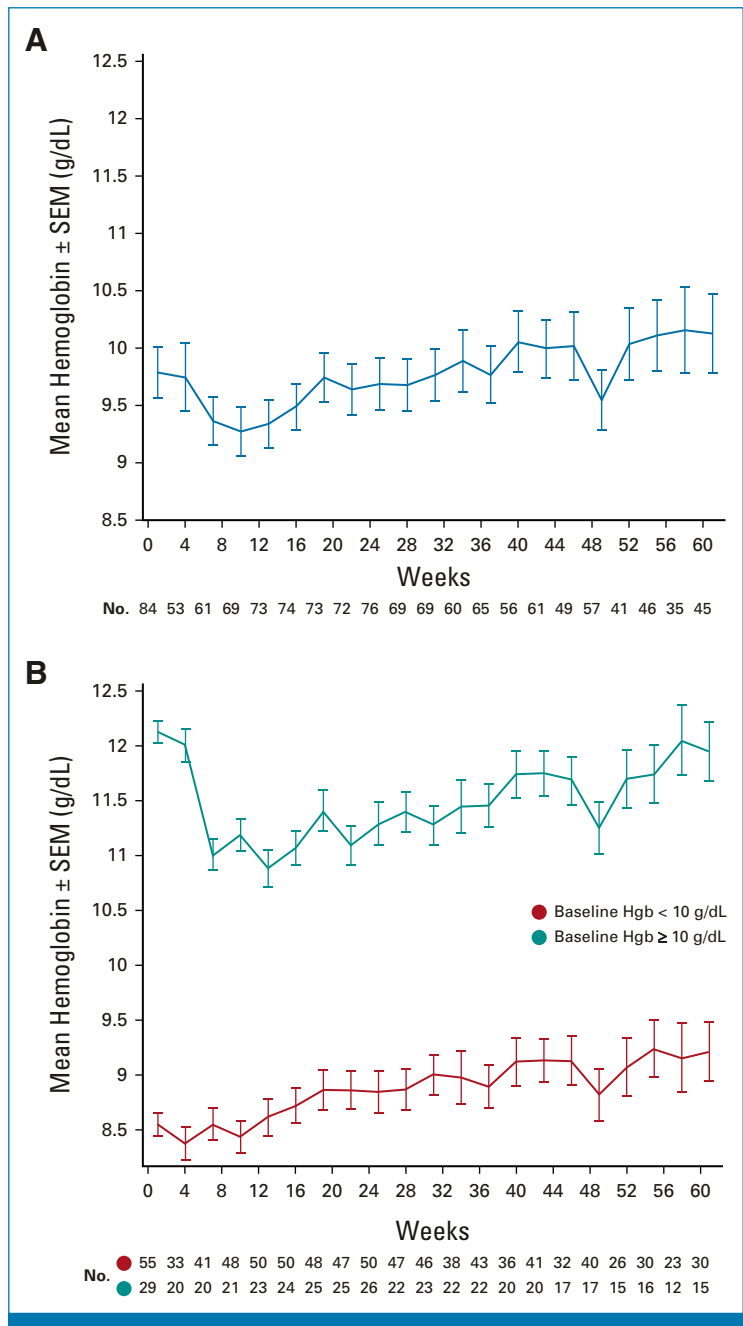 A
Mean Hemoglobin ± SEM (g/dL)
12.5
12
11.5
11
10.5
10
9.5
9
8.5
0 4 8 12 16 20 24 28 32 36 40 44 48 52 56 60
Weeks
No. 84 53 61 69 73 74 73 72 76 69 69 60 65 56 61 49 57 41 46 35 45
B
Mean Hemoglobin ± SEM (g/dL)
12.5
12
11.5
11
10.5
10
9.5
9
8.5
Baseline Hgb < 10 g/dL
Baseline Hgb ≥ 10 g/dL
0 4 8 12 16 20 24 28 32 36 40 44 48 52 56 60
Weeks
No.
55 33 41 48 50 50 48 47 50 47 46 38 43 36 41 32 40 26 30 23 30
29 20 20 21 23 24 25 25 26 22 23 22 22 20 20 17 17 15 16 12 15